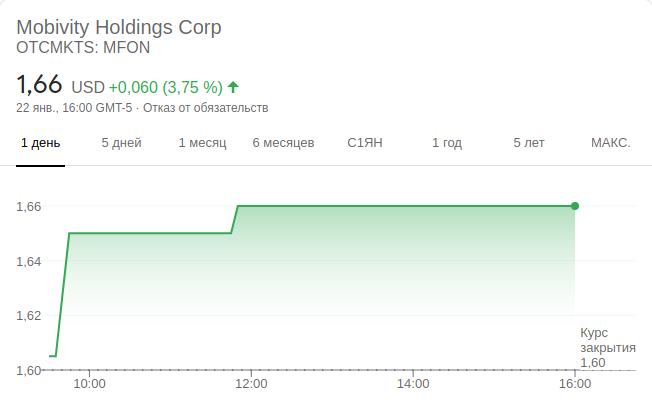 Mobivity Holdings Corp
OTCMKTS: MFON
1,66 USD +0,060 (3,75 %)
22 янв., 16:00 GMT-5 · Отказ от обязательств
1 день 5 дней 1 месяц 6 месяцев С1ЯН 1 год 5 лет МАКС.
1,66
1,64
1,62
1,60
Курс
закрытия
1,60
10:00 12:00 14:00 16:00